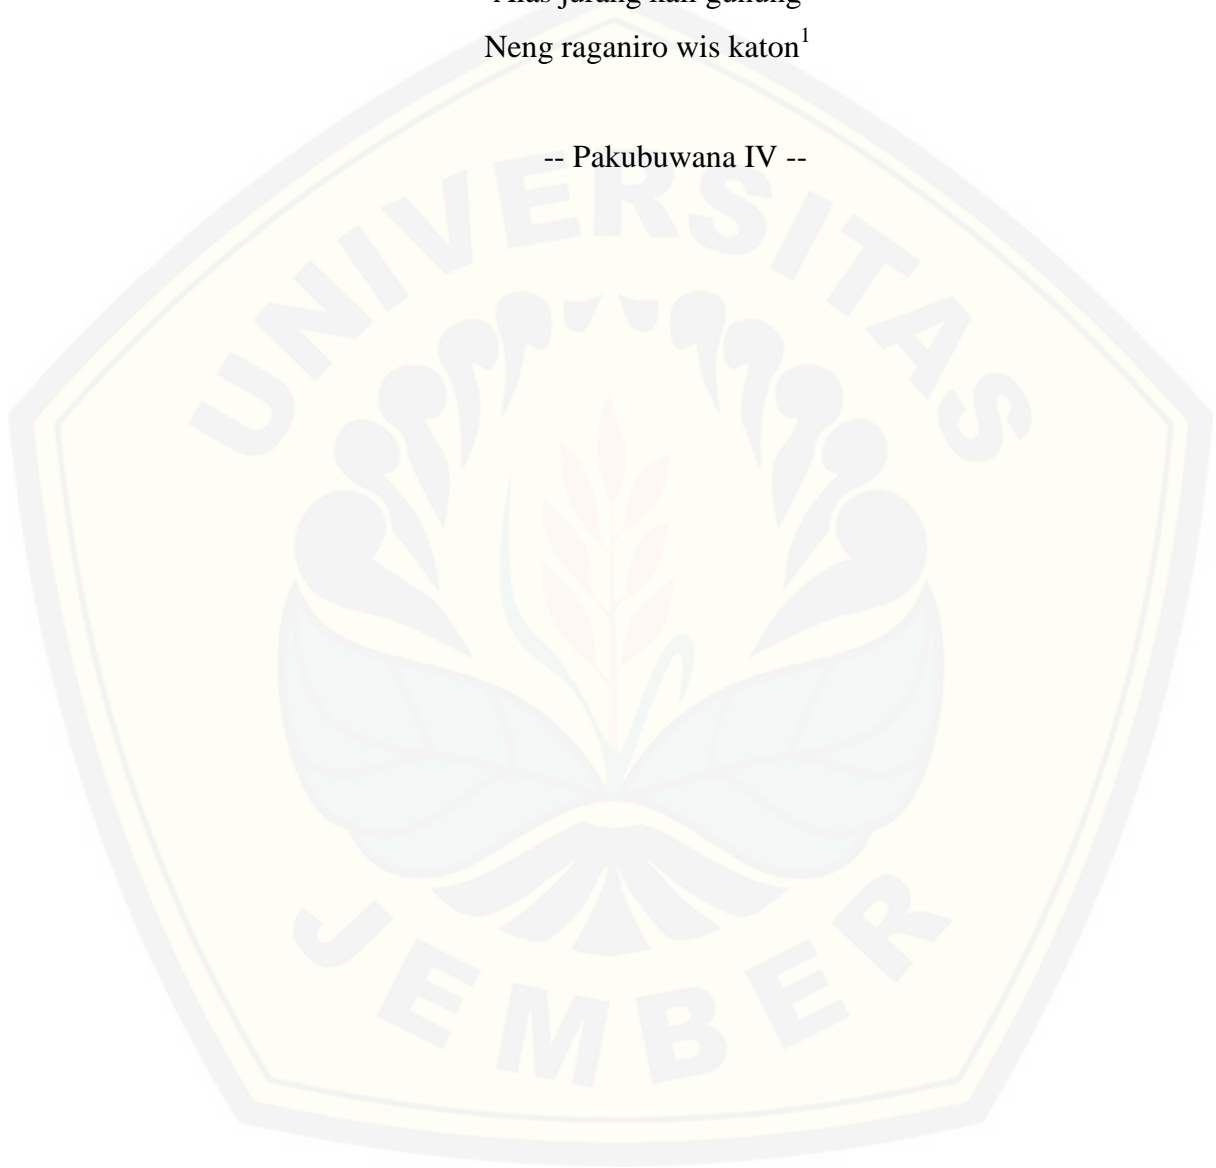 Alas jurang kali gunung
Neng raganiro wis katon1
-- Pakubuwana IV --
UNIVERSITAS
JEMBER